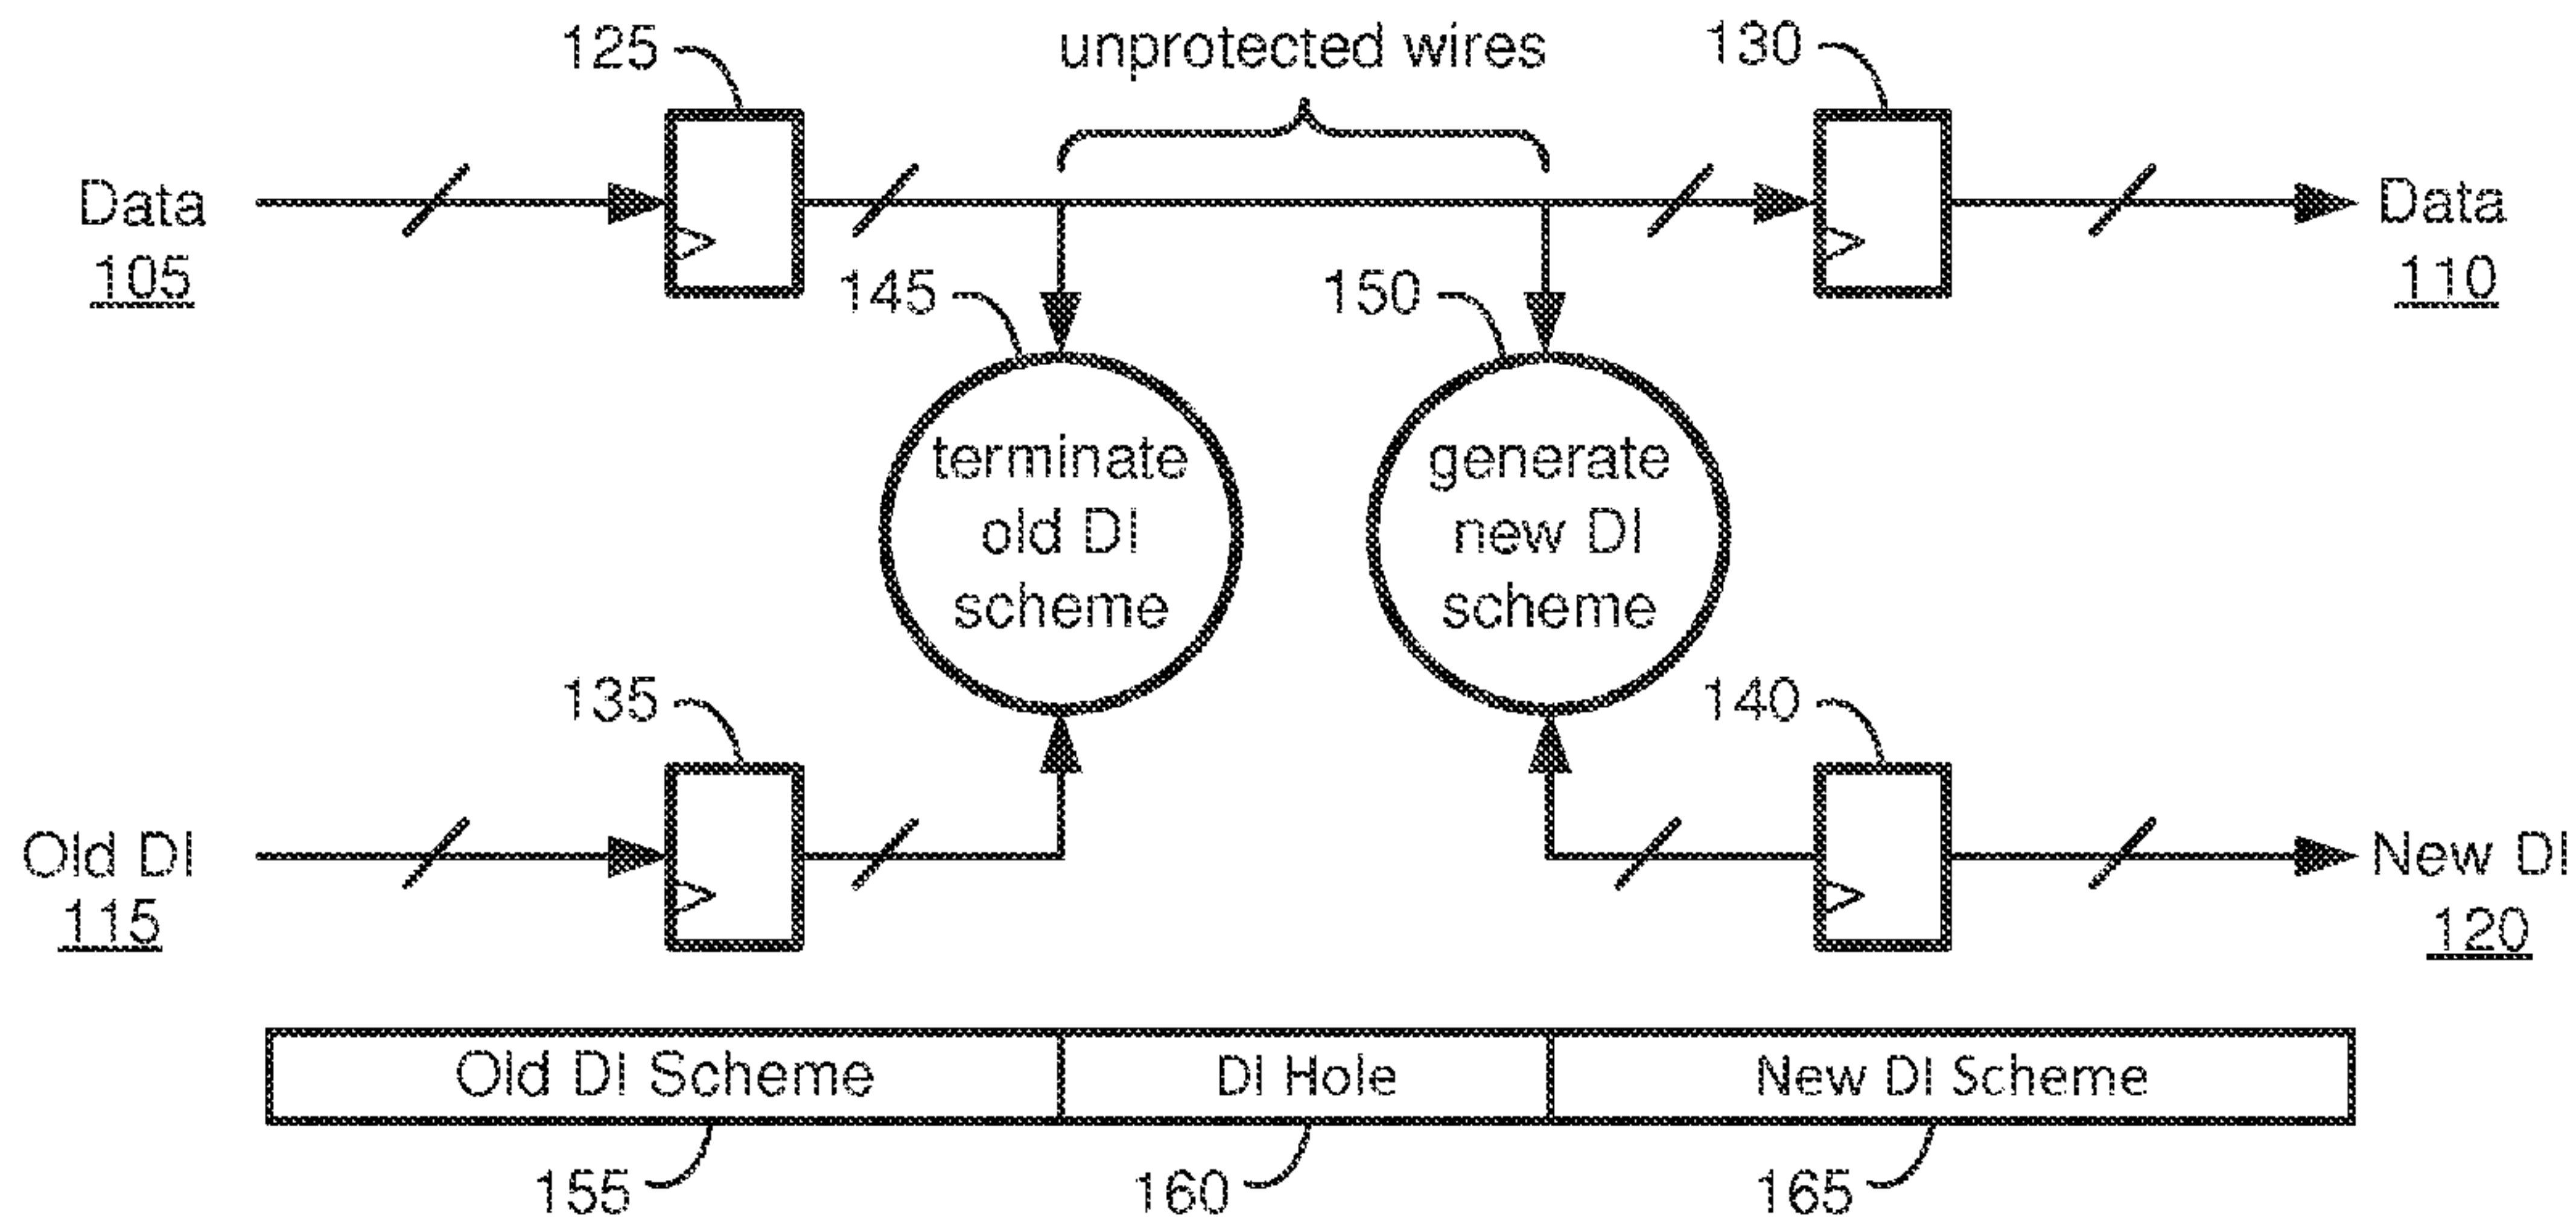 125
unprotected wires
130
Data
105
Data
110
145
150
terminate
old DI
scheme
generate
new DI
scheme
135
140
Old DI
115
New DI
120
Old DI Scheme
DI Hole
New DI Scheme
155
160
165